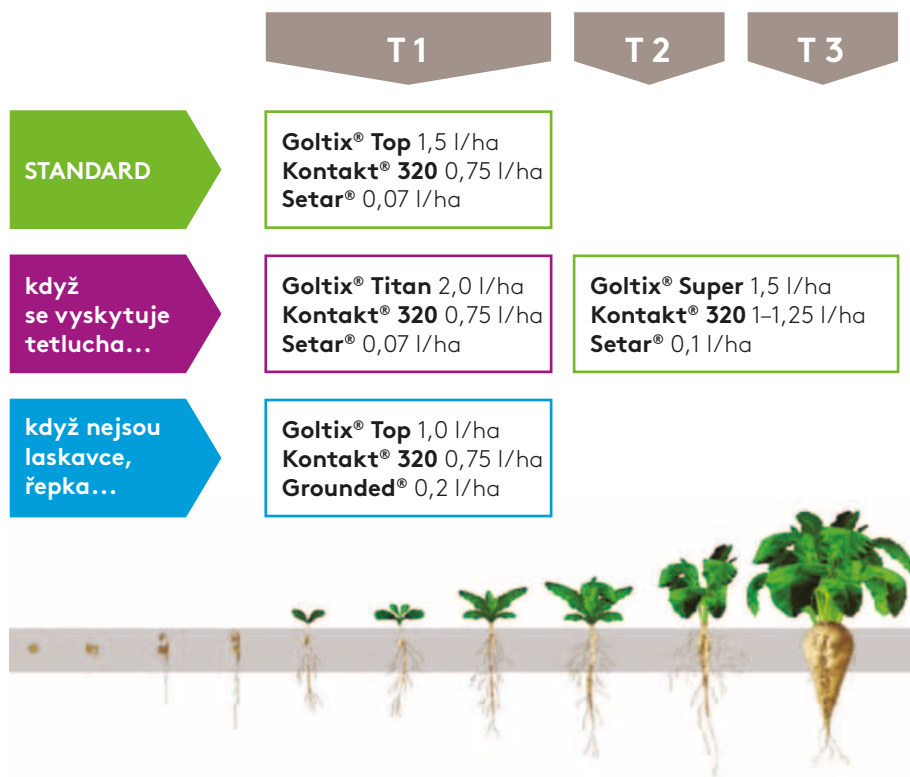 T 1
T 2
T 3
STANDARD
Goltix® Top 1,5 l/ha
Kontakt® 320 0,75 l/ha
Setar® 0,07 l/ha
když
se vyskytuje
tetlucha...
Goltix® Titan 2,0 l/ha
Kontakt® 320 0,75 l/ha
Setar® 0,07 l/ha
Goltix® Super 1,5 l/ha
Kontakt® 320 1–1,25 l/ha
Setar® 0,1 l/ha
když nejsou
laskavce,
řepka...
Goltix® Top 1,0 l/ha
Kontakt® 320 0,75 l/ha
Grounded® 0,2 l/ha